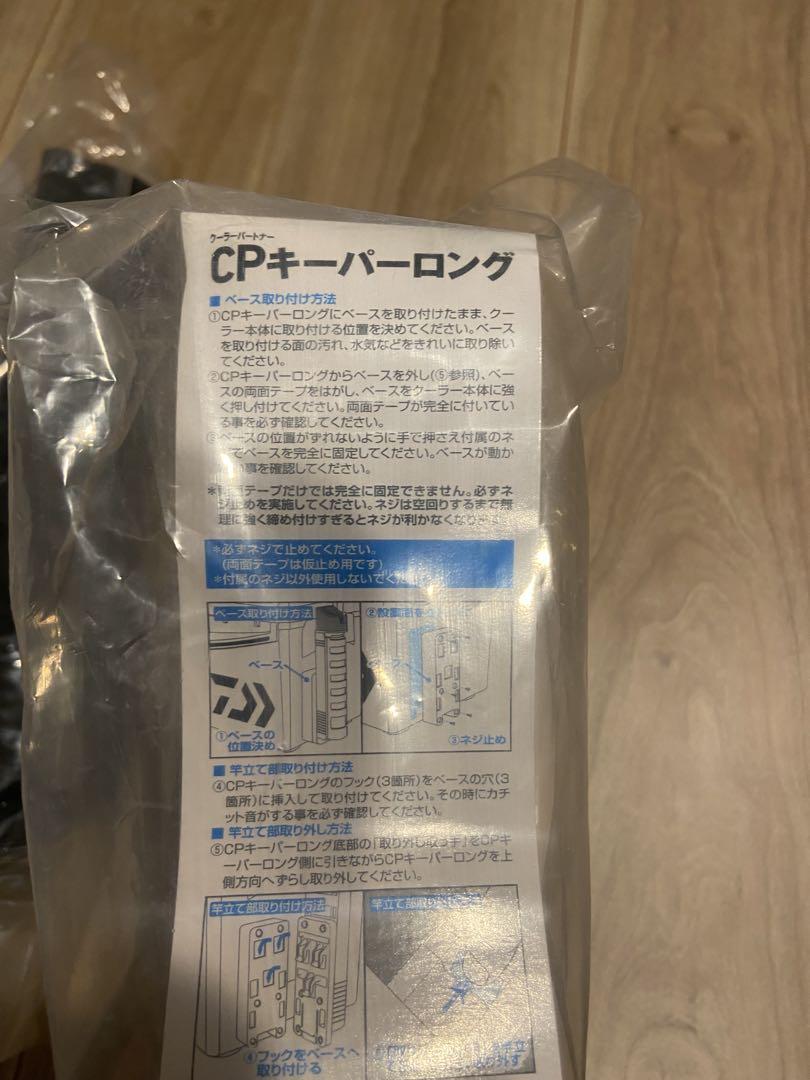 クーラーパートナー
CPキーパーロング
■ ベース取り付け方法
①CPキーパーロングにベースを取り付けたまま、クー
ラー本体に取り付ける位置を決めてください。ベース
を取り付ける面の汚れ、水気などをきれいに取り除い
てください。
②CPキーパーロングからベースを外し(⑤参照)、ベー
スの両面テープをはがし、ベースをクーラー本体に強
く押し付けてください。両面テープが完全に付いてい
る事を必ず確認してください。
③ベースの位置がずれないように手で押さえ付属のネ
でベースを完全に固定してください。ベースが動か
い事を確認してください。
*両面テープだけでは完全に固定できません。必ずネ
ジ止めを実施してください。ネジは空回りするまで無
理に強く締め付けすぎるとネジが利かなくなります
*必ずネジで止めてください。
(両面テープは仮止め用です)
*付属のネジ以外使用しないでくだ
ベース取り付け方法
②設置面を
ベース
①ベースの
位置決め
③ネジ止め
■ 竿立て部取り付け方法
④CPキーパーロングのフック(3箇所)をベースの穴(3
箇所)に挿入して取り付けてください。その時にカチ
ット音がする事を必ず確認してください。
■ 竿立て部取り外し方法
⑤CPキーパーロング底部の「取り外し取っ手」をCPキ
ーパーロング側に引きながらCPキーパーロングを上
側方向へずらし取り外してください。
竿立て部取り付け方法
竿立て部取り
④フックをベースへ
取り付ける